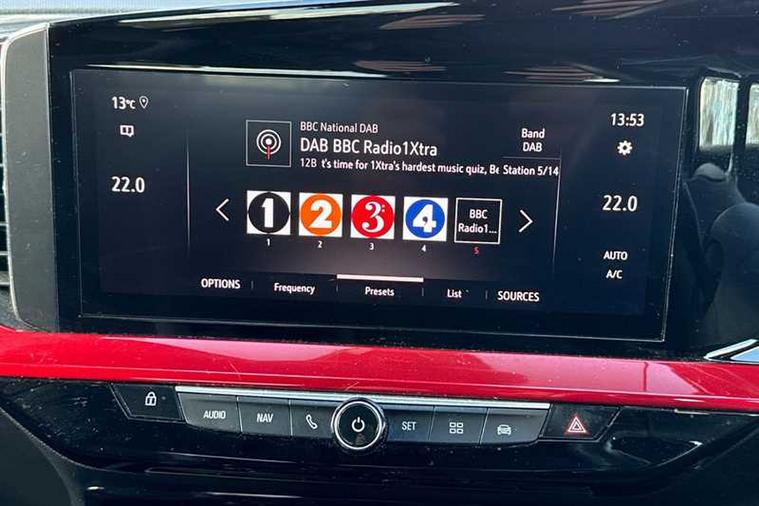 13°C
22.0
BBC National DAB
DAB BBC Radio1Xtra
12B t's time for 1Xtra's hardest music quiz, Be
Band
DAB
Station 5/14
13:53
22.0
AUTO
A/C
1 2 3: 4 BBC
Radio1...
1 2 3 4 5
OPTIONS Frequency Presets List SOURCES
AUDIO NAV SET